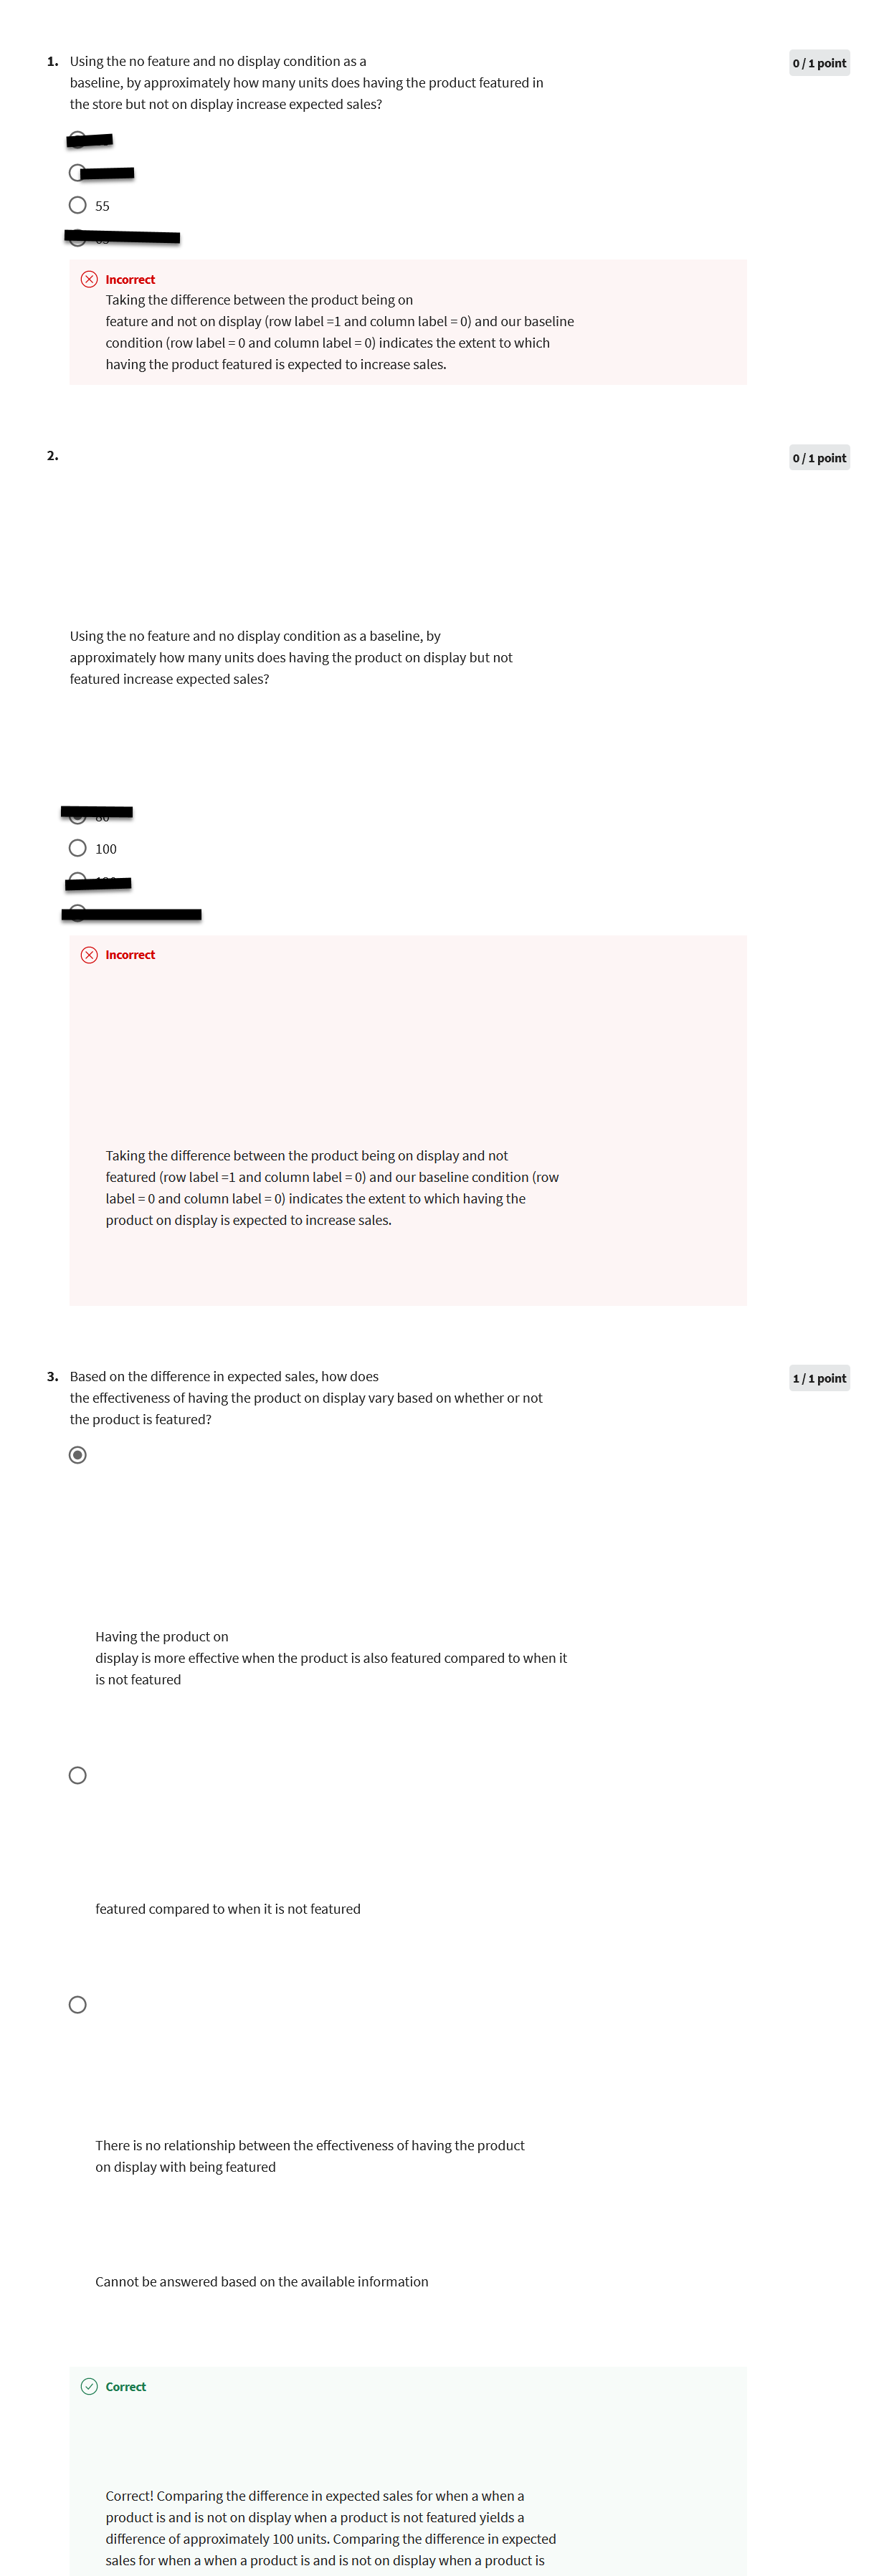 1. Using the no feature and no display condition as a
0 / 1 point
baseline, by approximately how many units does having the product featured in
the store but not on display increase expected sales?
55
Incorrect
Taking the difference between the product being on
feature and not on display (row label =1 and column label = 0) and our baseline
condition (row label = 0 and column label = 0) indicates the extent to which
having the product featured is expected to increase sales.
2.
0 / 1 point
Using the no feature and no display condition as a baseline, by
approximately how many units does having the product on display but not
featured increase expected sales?
100
Incorrect
Taking the difference between the product being on display and not
featured (row label =1 and column label = 0) and our baseline condition (row
label = 0 and column label = 0) indicates the extent to which having the
product on display is expected to increase sales.
3. Based on the difference in expected sales, how does
1 / 1 point
the effectiveness of having the product on display vary based on whether or not
the product is featured?
Having the product on
display is more effective when the product is also featured compared to when it
is not featured
featured compared to when it is not featured
There is no relationship between the effectiveness of having the product
on display with being featured
Cannot be answered based on the available information
Correct
Correct! Comparing the difference in expected sales for when a when a
product is and is not on display when a product is not featured yields a
difference of approximately 100 units. Comparing the difference in expected
sales for when a when a product is and is not on display when a product is